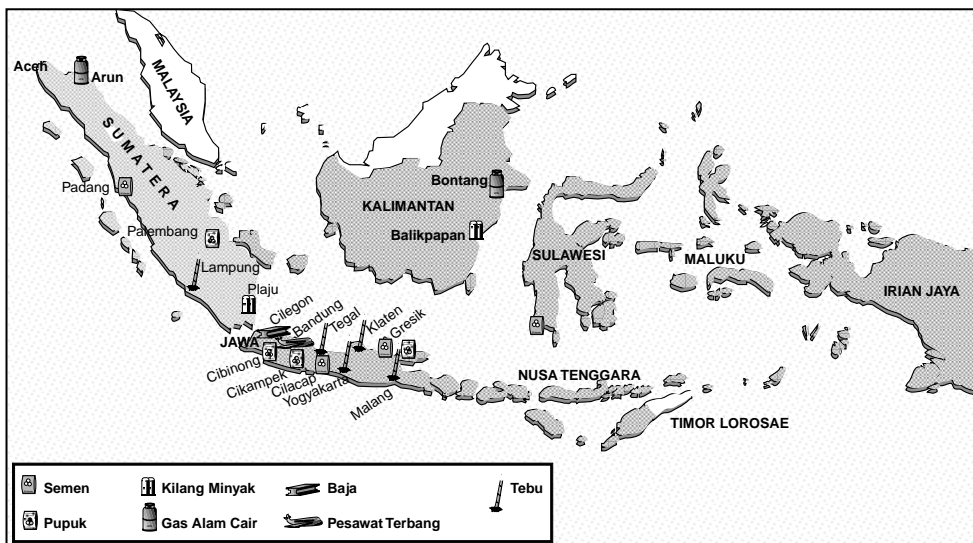 Aceh
Arun
MALAYSIA
SUMATERA
Padang
Palembang
Lampung
Plaju
Bontang
KALIMANTAN
Balikpapan
SULAWESI
MALUKU
IRIAN JAYA
JAWA
Cilegon
Bandung
Tegal
Klaten
Gresik
Cibinong
Cikampek
Cilacap
Yogyakarta
Malang
NUSA TENGGARA
TIMOR LOROSAE
Semen
Kilang Minyak
Baja
Tebu
Pupuk
Gas Alam Cair
Pesawat Terbang